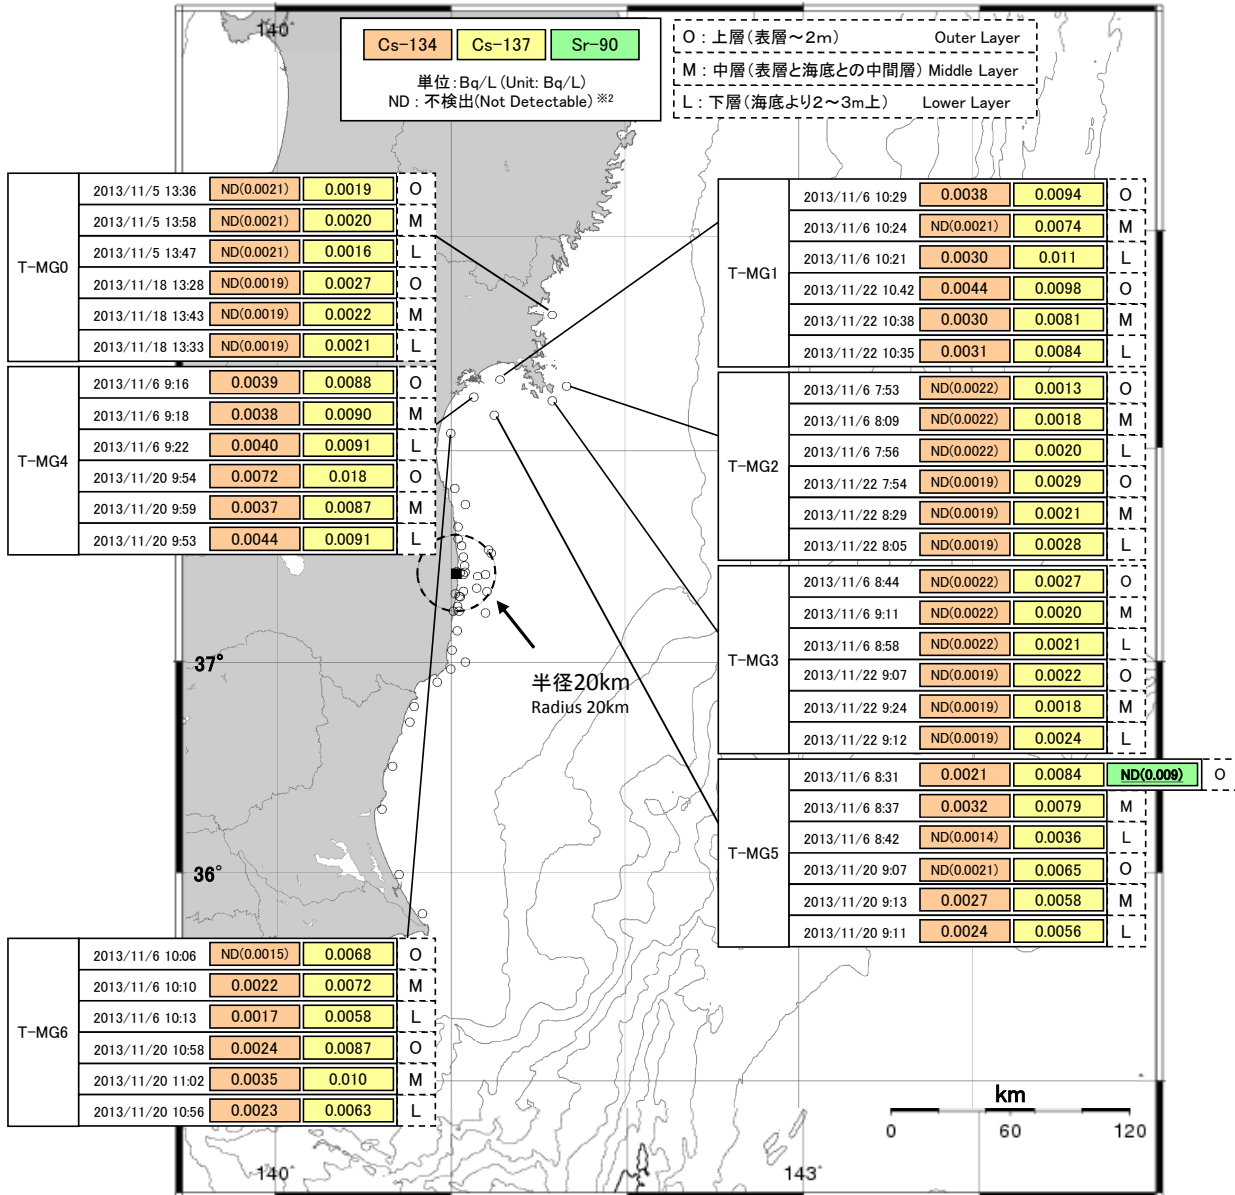 140°
Cs-134 Cs-137 Sr-90
単位:Bq/L (Unit: Bq/L)
ND : 不検出(Not Detectable) ※2
O : 上層(表層～2m) Outer Layer
M : 中層(表層と海底との中間層) Middle Layer
L : 下層(海底より2～3m上) Lower Layer
T-MG0
2013/11/5 13:36 ND(0.0021) 0.0019 O
2013/11/5 13:58 ND(0.0021) 0.0020 M
2013/11/5 13:47 ND(0.0021) 0.0016 L
2013/11/18 13:28 ND(0.0019) 0.0027 O
2013/11/18 13:43 ND(0.0019) 0.0022 M
2013/11/18 13:33 ND(0.0019) 0.0021 L
T-MG4
2013/11/6 9:16 0.0039 0.0088 O
2013/11/6 9:18 0.0038 0.0090 M
2013/11/6 9:22 0.0040 0.0091 L
2013/11/20 9:54 0.0072 0.018 O
2013/11/20 9:59 0.0037 0.0087 M
2013/11/20 9:53 0.0044 0.0091 L
T-MG1
2013/11/6 10:29 0.0038 0.0094 O
2013/11/6 10:24 ND(0.0021) 0.0074 M
2013/11/6 10:21 0.0030 0.011 L
2013/11/22 10.42 0.0044 0.0098 O
2013/11/22 10:38 0.0030 0.0081 M
2013/11/22 10:35 0.0031 0.0084 L
T-MG2
2013/11/6 7:53 ND(0.0022) 0.0013 O
2013/11/6 8:09 ND(0.0022) 0.0018 M
2013/11/6 7:56 ND(0.0022) 0.0020 L
2013/11/22 7:54 ND(0.0019) 0.0029 O
2013/11/22 8:29 ND(0.0019) 0.0021 M
2013/11/22 8:05 ND(0.0019) 0.0028 L
T-MG3
2013/11/6 8:44 ND(0.0022) 0.0027 O
2013/11/6 9:11 ND(0.0022) 0.0020 M
2013/11/6 8:58 ND(0.0022) 0.0021 L
2013/11/22 9:07 ND(0.0019) 0.0022 O
2013/11/22 9:24 ND(0.0019) 0.0018 M
2013/11/22 9:12 ND(0.0019) 0.0024 L
T-MG5
2013/11/6 8:31 0.0021 0.0084 ND(0.009) O
2013/11/6 8:37 0.0032 0.0079 M
2013/11/6 8:42 ND(0.0014) 0.0036 L
2013/11/20 9:07 ND(0.0021) 0.0065 O
2013/11/20 9:13 0.0027 0.0058 M
2013/11/20 9:11 0.0024 0.0056 L
37°
半径20km
Radius 20km
36°
T-MG6
2013/11/6 10:06 ND(0.0015) 0.0068 O
2013/11/6 10:10 0.0022 0.0072 M
2013/11/6 10:13 0.0017 0.0058 L
2013/11/20 10:58 0.0024 0.0087 O
2013/11/20 11:02 0.0035 0.010 M
2013/11/20 10:56 0.0023 0.0063 L
km
0 60 120
140° 143°